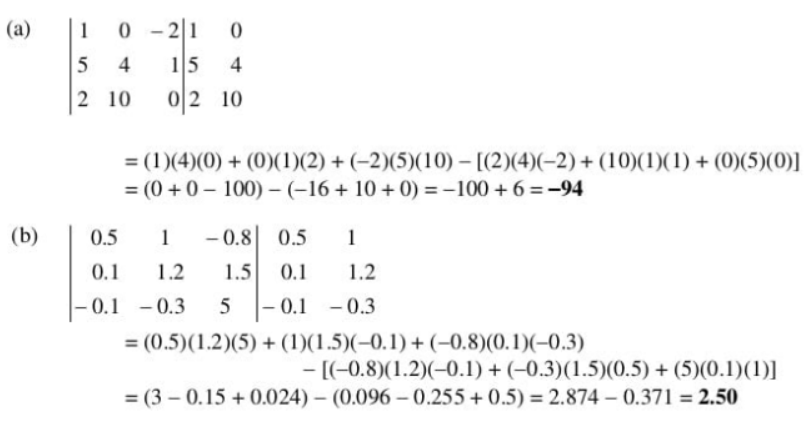 (a) | 1 0 – 2 | 1 0
| 5 4 1 | 5 4
| 2 10 0 | 2 10
= (1)(4)(0) + (0)(1)(2) + (–2)(5)(10) – [(2)(4)(–2) + (10)(1)(1) + (0)(5)(0)]
= (0 + 0 – 100) – (–16 + 10 + 0) = –100 + 6 = –94
(b) | 0.5 1 – 0.8 | 0.5 1
| 0.1 1.2 1.5 | 0.1 1.2
| – 0.1 – 0.3 5 | – 0.1 – 0.3
= (0.5)(1.2)(5) + (1)(1.5)(–0.1) + (–0.8)(0.1)(–0.3)
– [(–0.8)(1.2)(–0.1) + (–0.3)(1.5)(0.5) + (5)(0.1)(1)]
= (3 – 0.15 + 0.024) – (0.096 – 0.255 + 0.5) = 2.874 – 0.371 = 2.50